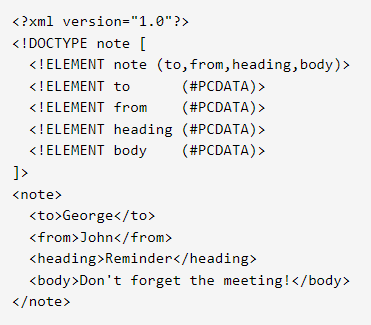 <?xml version="1.0"?>
<!DOCTYPE note [
  <!ELEMENT note (to,from,heading,body)>
  <!ELEMENT to      (#PCDATA)>
  <!ELEMENT from    (#PCDATA)>
  <!ELEMENT heading (#PCDATA)>
  <!ELEMENT body    (#PCDATA)>
]>
<note>
  <to>George</to>
  <from>John</from>
  <heading>Reminder</heading>
  <body>Don't forget the meeting!</body>
</note>